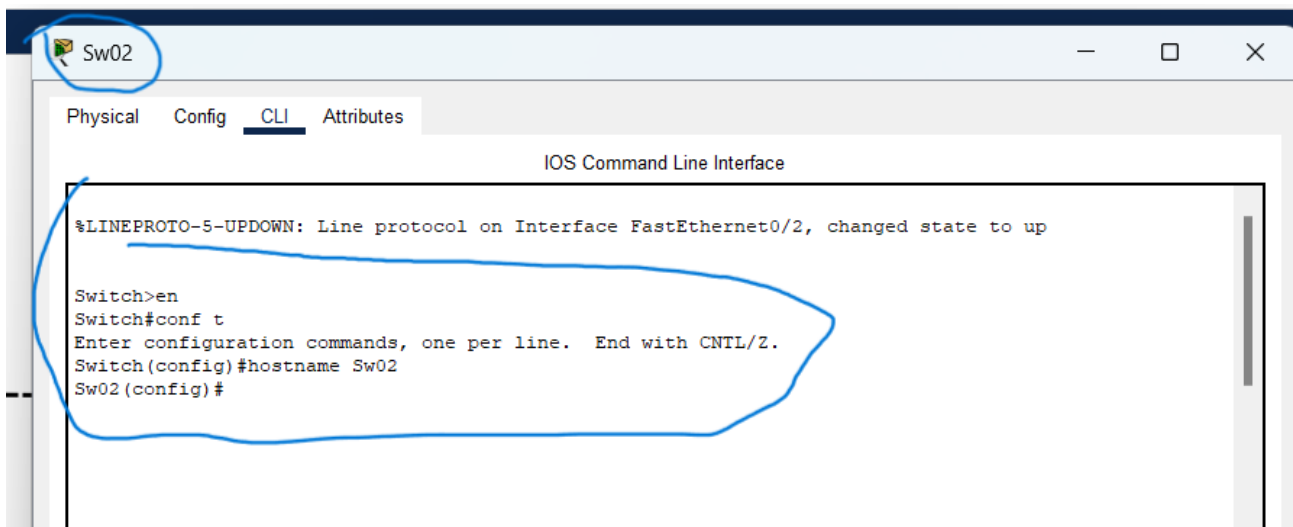 Sw02
Physical Config CLI Attributes
IOS Command Line Interface
%LINEPROTO-5-UPDOWN: Line protocol on Interface FastEthernet0/2, changed state to up
Switch>en
Switch#conf t
Enter configuration commands, one per line.  End with CNTL/Z.
Switch(config)#hostname Sw02
Sw02(config)#